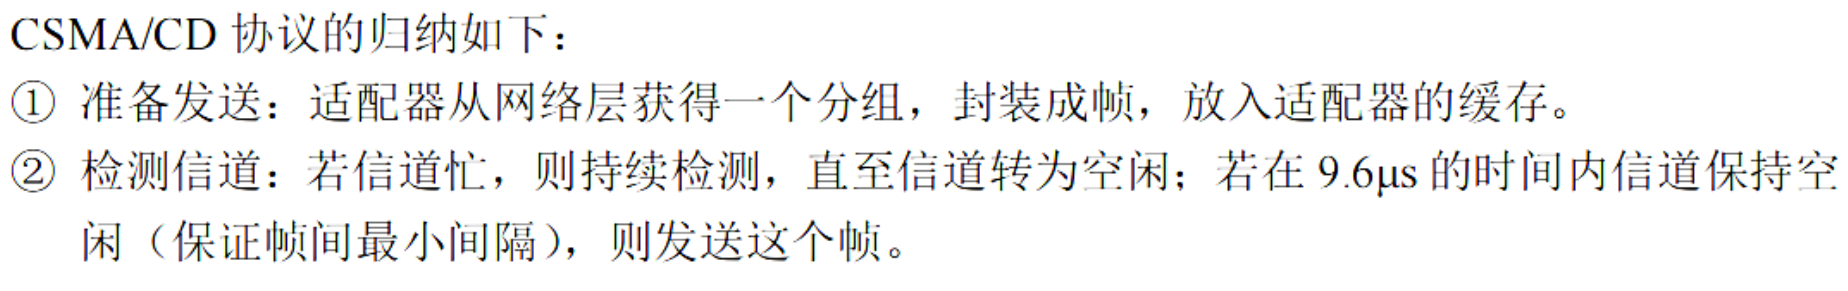 CSMA/CD 协议的归纳如下：
① 准备发送：适配器从网络层获得一个分组，封装成帧，放入适配器的缓存。
② 检测信道：若信道忙，则持续检测，直至信道转为空闲；若在 9.6μs 的时间内信道保持空
闲（保证帧间最小间隔），则发送这个帧。